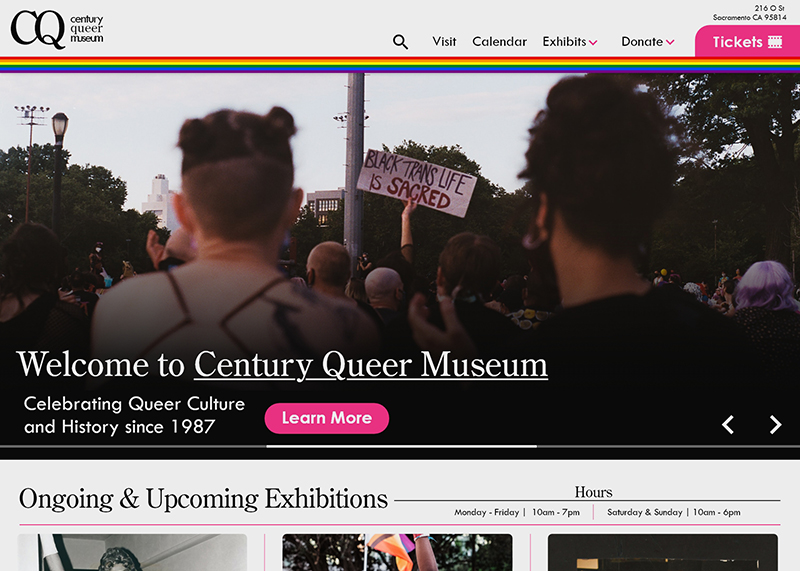 CQ
century
queer
museum
216 O St
Sacramento CA 95814
Visit
Calendar
Exhibits
Donate
Tickets
BLACK TRANS LIFE
IS SACRED
Welcome to Century Queer Museum
Celebrating Queer Culture
and History since 1987
Learn More
Ongoing & Upcoming Exhibitions
Hours
Monday - Friday | 10am - 7pm
Saturday & Sunday | 10am - 6pm